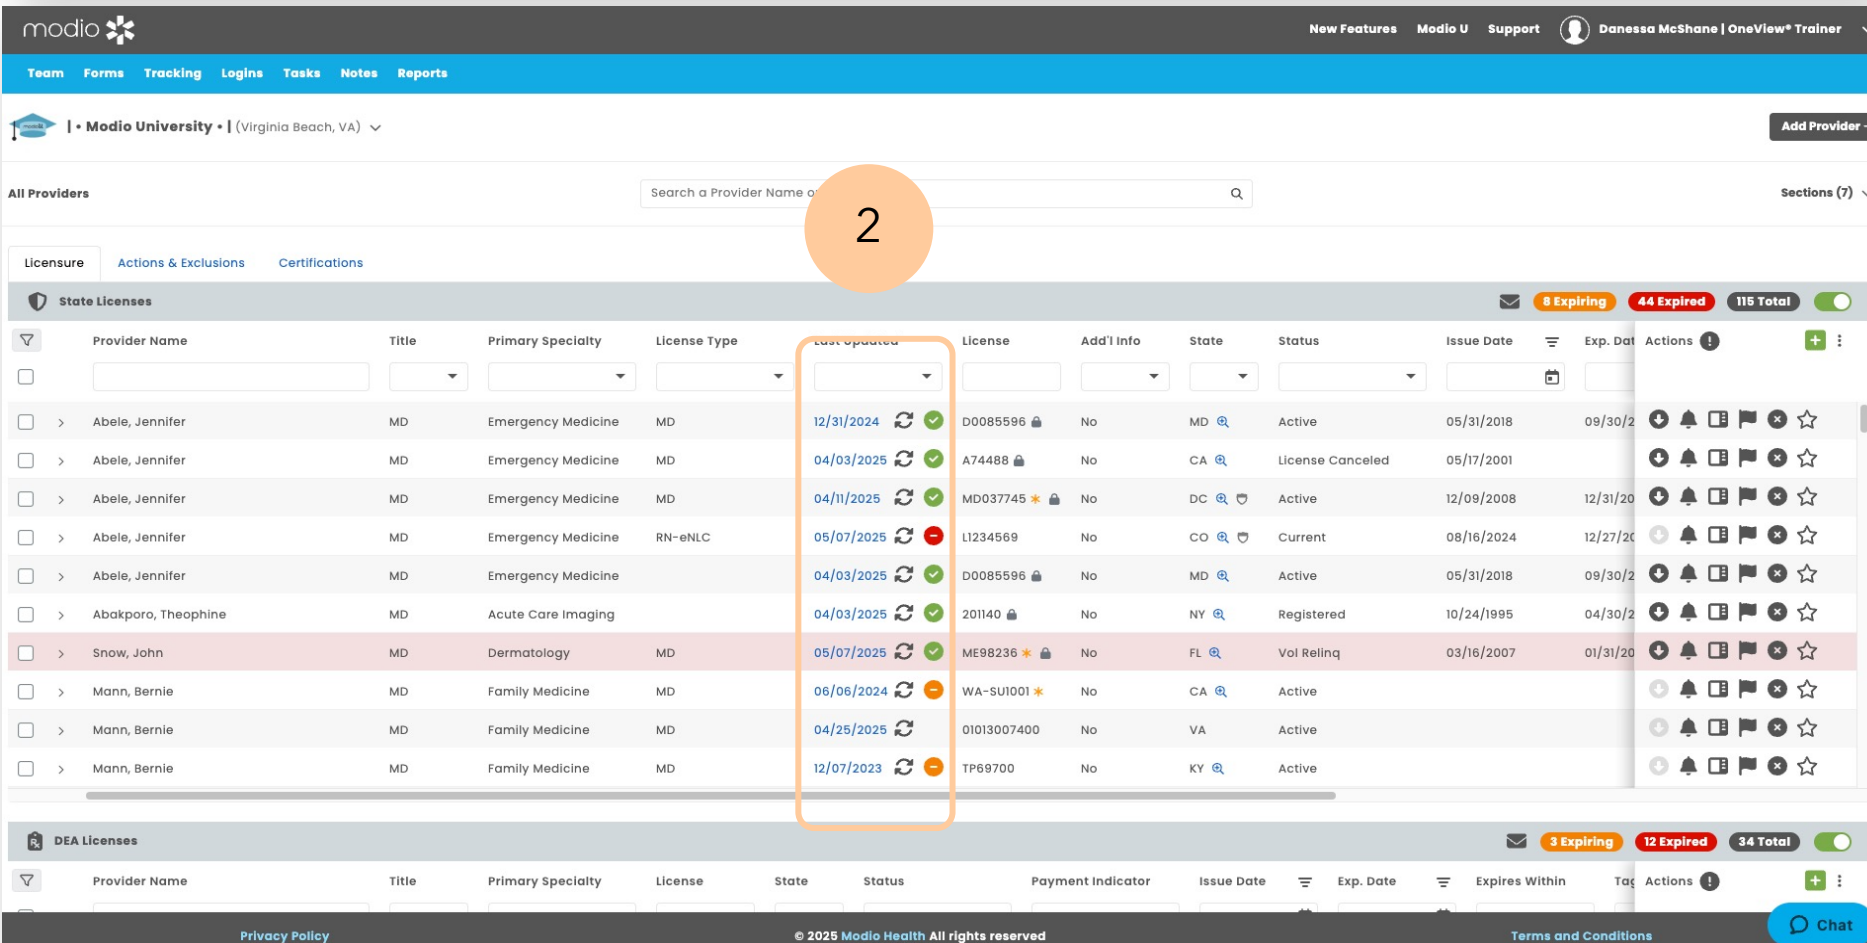 modio
New Features Modio U Support Danessa McShane | OneView® Trainer
Team Forms Tracking Logins Tasks Notes Reports
| • Modio University • | (Virginia Beach, VA)
Add Provider
All Providers
Search a Provider Name
Sections (7)
2
Licensure Actions & Exclusions Certifications
State Licenses
8 Expiring 44 Expired 115 Total
Provider Name Title Primary Specialty License Type Last Updated License Add'l Info State Status Issue Date Exp. Dat Actions
Abele, Jennifer MD Emergency Medicine MD 12/31/2024 D0085596 No MD Active 05/31/2018 09/30/2
Abele, Jennifer MD Emergency Medicine MD 04/03/2025 A74488 No CA License Canceled 05/17/2001
Abele, Jennifer MD Emergency Medicine MD 04/11/2025 MD037745 * No DC Active 12/09/2008 12/31/20
Abele, Jennifer MD Emergency Medicine RN-eNLC 05/07/2025 L1234569 No CO Current 08/16/2024 12/27/20
Abele, Jennifer MD Emergency Medicine 04/03/2025 D0085596 No MD Active 05/31/2018 09/30/2
Abakporo, Theophine MD Acute Care Imaging 04/03/2025 201140 No NY Registered 10/24/1995 04/30/2
Snow, John MD Dermatology MD 05/07/2025 ME98236 * No FL Vol Relinq 03/16/2007 01/31/20
Mann, Bernie MD Family Medicine MD 06/06/2024 WA-SU1001 * No CA Active
Mann, Bernie MD Family Medicine MD 04/25/2025 01013007400 No VA Active
Mann, Bernie MD Family Medicine MD 12/07/2023 TP69700 No KY Active
DEA Licenses
3 Expiring 12 Expired 34 Total
Provider Name Title Primary Specialty License State Status Payment Indicator Issue Date Exp. Date Expires Within Tag Actions
Privacy Policy © 2025 Modio Health All rights reserved Terms and Conditions
Chat